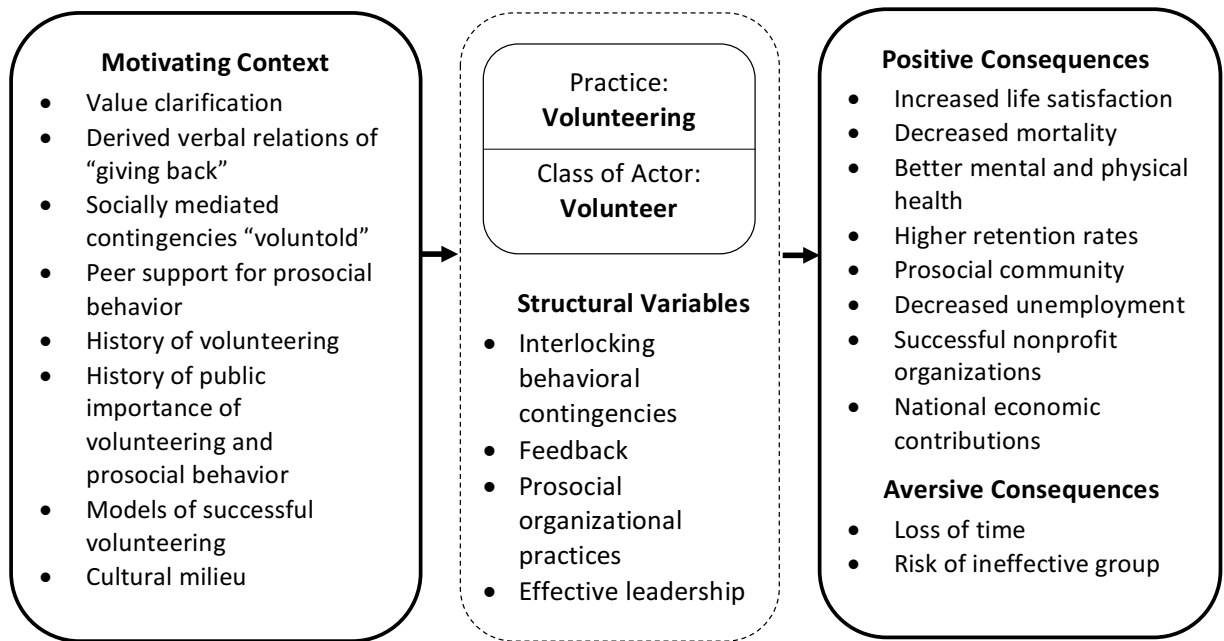 Motivating Context
• Value clarification
• Derived verbal relations of
“giving back”
• Socially mediated
contingencies “voluntold”
• Peer support for prosocial
behavior
• History of volunteering
• History of public
importance of
volunteering and
prosocial behavior
• Models of successful
volunteering
• Cultural milieu
Practice:
Volunteering
Class of Actor:
Volunteer
Structural Variables
• Interlocking
behavioral
contingencies
• Feedback
• Prosocial
organizational
practices
• Effective leadership
Positive Consequences
• Increased life satisfaction
• Decreased mortality
• Better mental and physical
health
• Higher retention rates
• Prosocial community
• Decreased unemployment
• Successful nonprofit
organizations
• National economic
contributions
Aversive Consequences
• Loss of time
• Risk of ineffective group